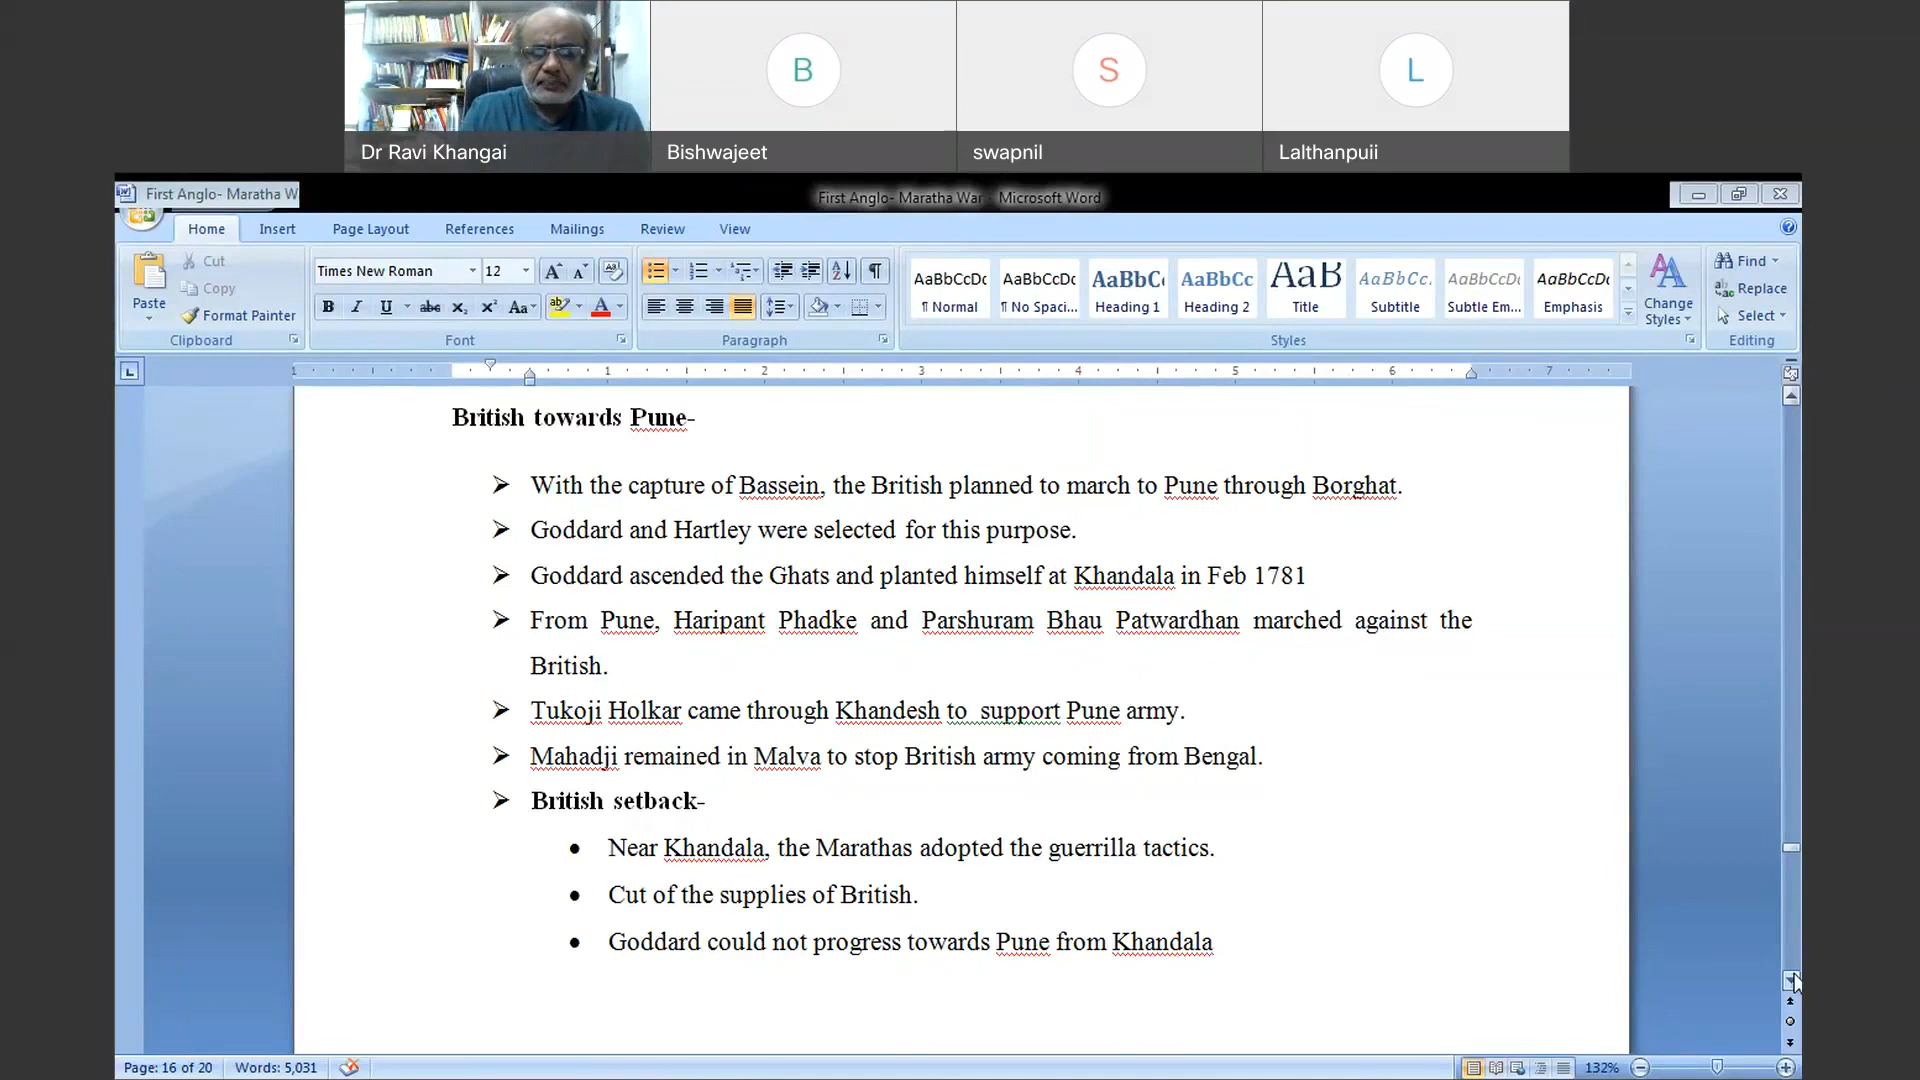 B
S
L
Dr Ravi Khangai
Bishwajeet
swapnil
Lalthanpuii
First Anglo- Maratha W
First Anglo- Maratha War - Microsoft Word
Home Insert Page Layout References Mailings Review View
Cut
Copy
Format Painter
Paste
Clipboard
Times New Roman 12
Font
Paragraph
AaBbCcDc AaBbCcDc AaBbC AaBbCc AaB AaBbCc. AaBbCcDc AaBbCcDc
¶ Normal ¶ No Spaci... Heading 1 Heading 2 Title Subtitle Subtle Em... Emphasis
Styles
Change Styles
Find
Replace
Select
Editing
1 1 2 3 4 5 6 7
British towards Pune-
With the capture of Bassein, the British planned to march to Pune through Borghat.
Goddard and Hartley were selected for this purpose.
Goddard ascended the Ghats and planted himself at Khandala in Feb 1781
From Pune, Haripant Phadke and Parshuram Bhau Patwardhan marched against the
British.
Tukoji Holkar came through Khandesh to  support Pune army.
Mahadji remained in Malva to stop British army coming from Bengal.
British setback-
Near Khandala, the Marathas adopted the guerrilla tactics.
Cut of the supplies of British.
Goddard could not progress towards Pune from Khandala
Page: 16 of 20 Words: 5,031 132%